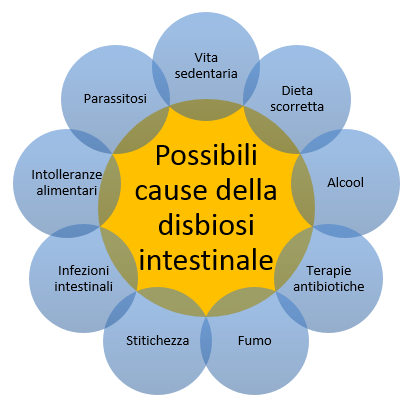 Possibili
cause della
disbiosi
intestinale
Vita
sedentaria
Dieta
scorretta
Alcool
Terapie
antibiotiche
Fumo
Stitichezza
Infezioni
intestinali
Intolleranze
alimentari
Parassitosi